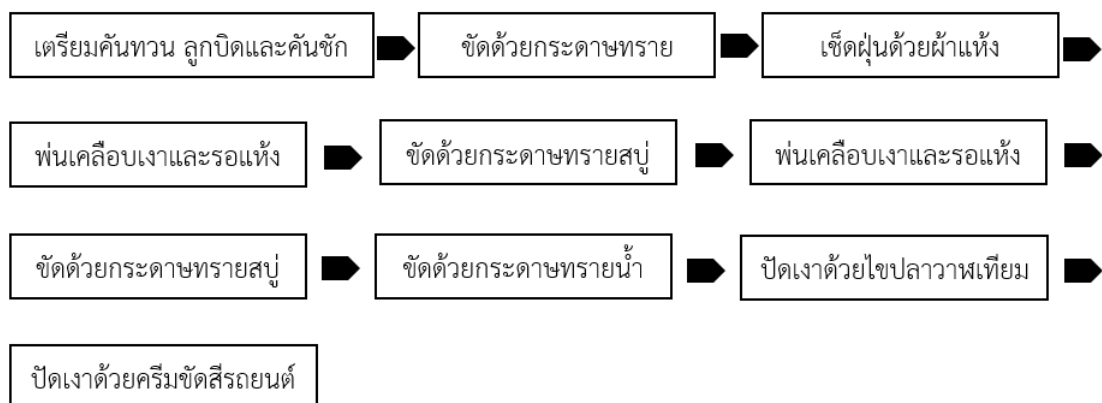 เตรียมคันทวน ลูกบิดและคันชัก
ขัดด้วยกระดาษทราย
เช็ดฝุ่นด้วยผ้าแห้ง
พ่นเคลือบเงาและรอแห้ง
ขัดด้วยกระดาษทรายสบู่
พ่นเคลือบเงาและรอแห้ง
ขัดด้วยกระดาษทรายสบู่
ขัดด้วยกระดาษทรายน้ำ
ปัดเงาด้วยไขปลาวาฬเทียม
ปัดเงาด้วยครีมขัดสีรถยนต์